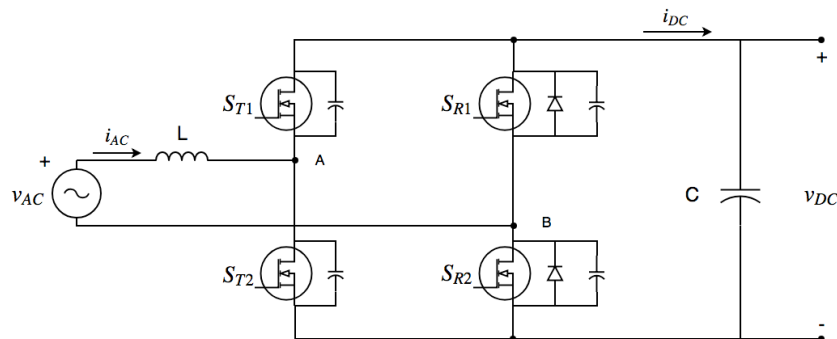 i_DC
+
S_T1
S_R1
i_AC
L
+
A
v_AC
C
v_DC
B
S_T2
S_R2
-